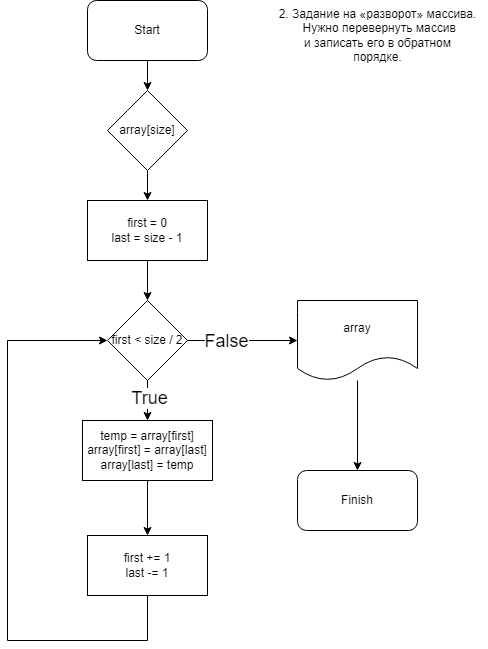 Start
2. Задание на «разворот» массива.
Нужно перевернуть массив
и записать его в обратном
порядке.
array[size]
first = 0
last = size - 1
first < size / 2
False
array
True
temp = array[first]
array[first] = array[last]
array[last] = temp
Finish
first += 1
last -= 1